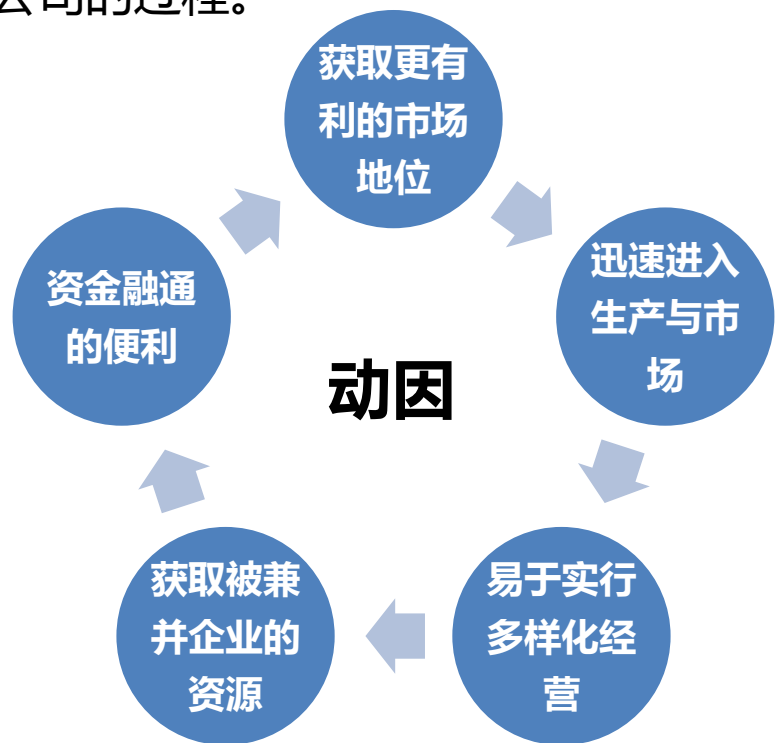 公司的过程。
获取更有
利的市场
地位
迅速进入
生产与市
场
易于实行
多样化经
营
获取被兼
并企业的
资源
资金融通
的便利
动因